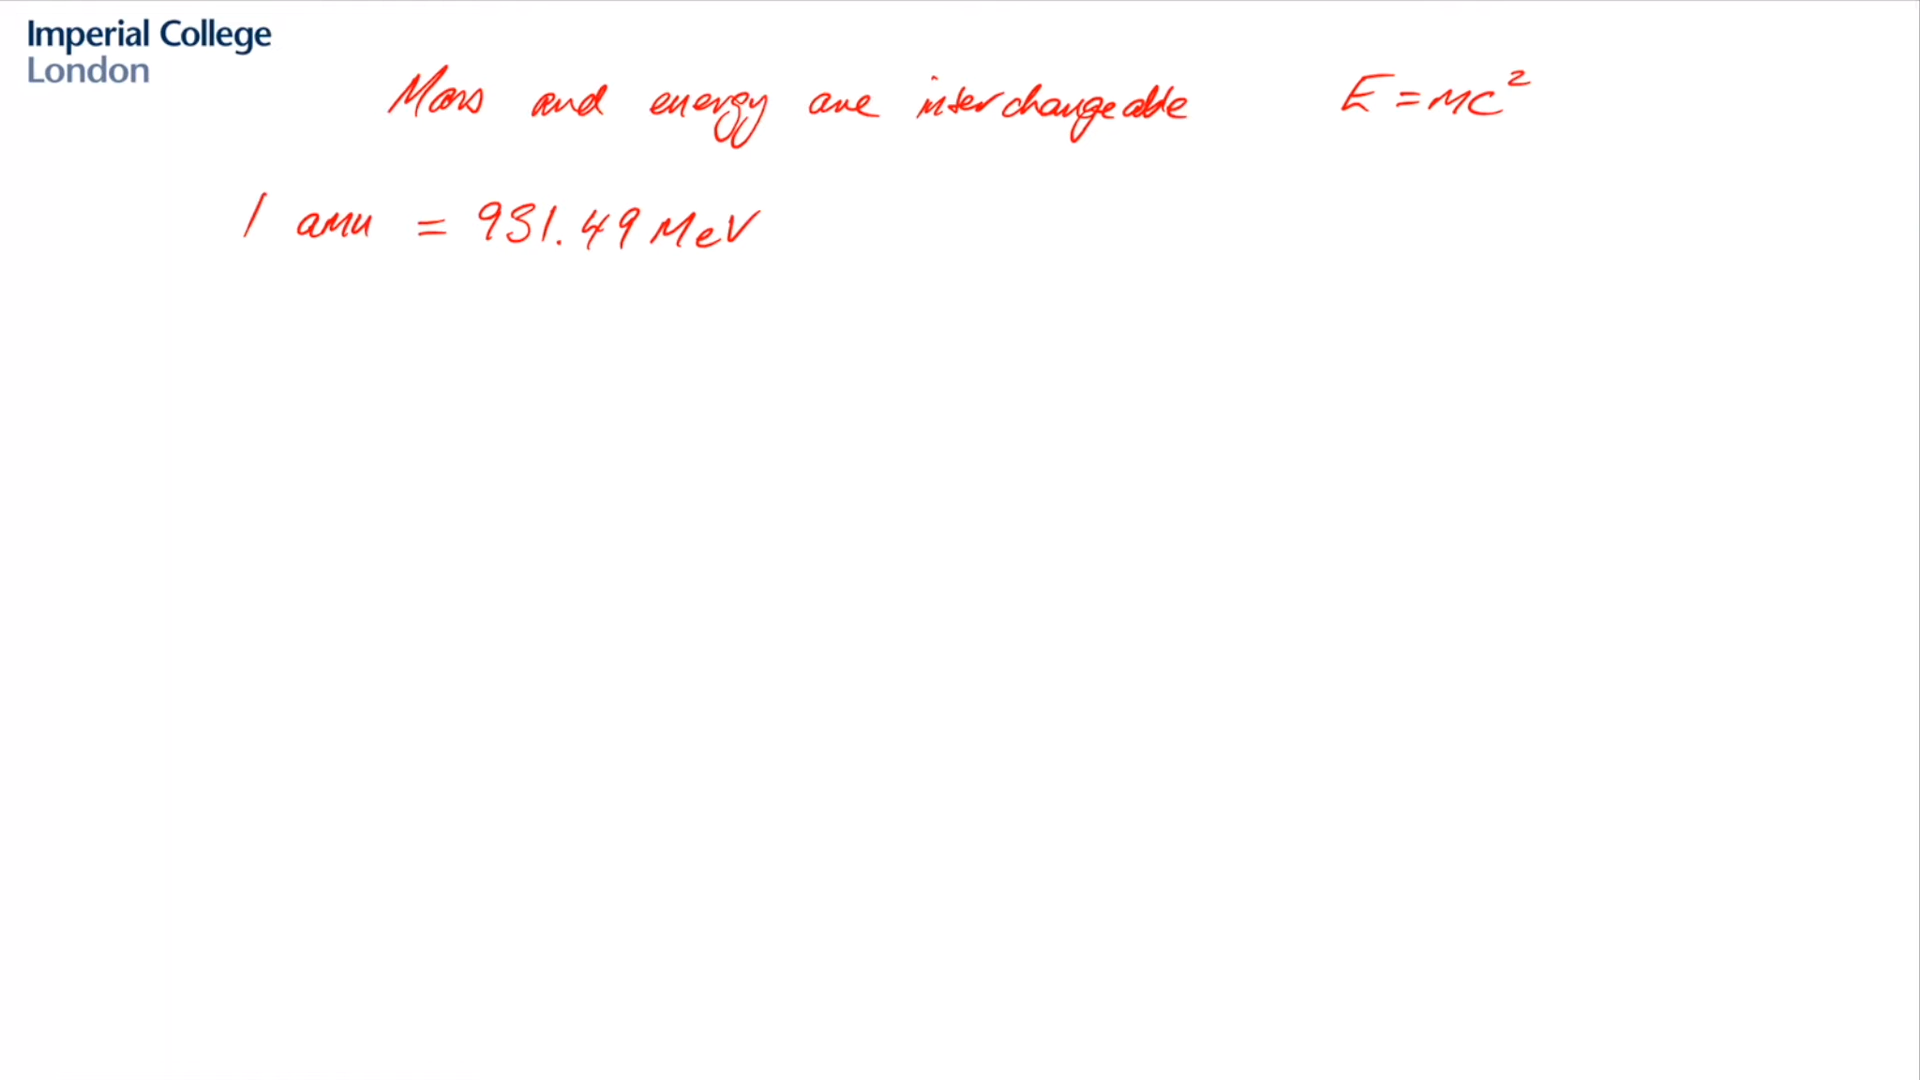 Imperial College
London
Mass and energy are interchangeable E = mc²
1 amu = 931.49 MeV